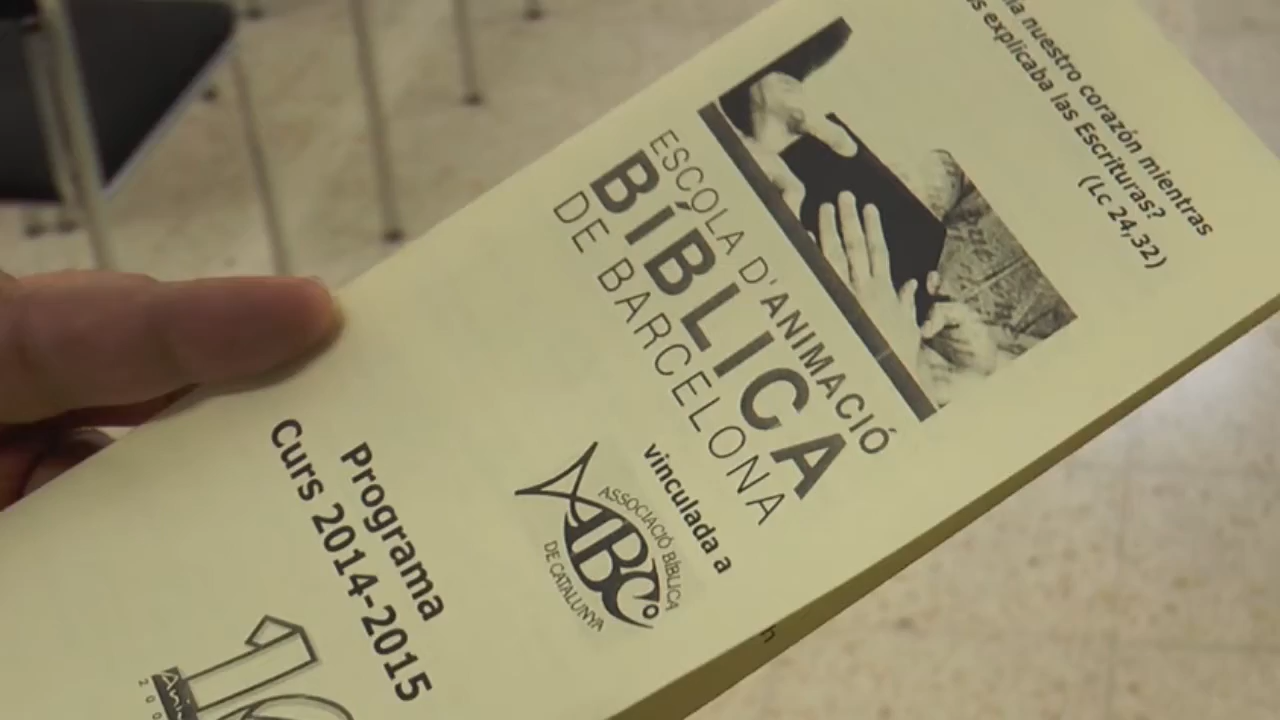 nuestro corazón mientras
explicaba las Escrituras?
(Lc 24,32)
ESCOLA D'ANIMACIÓ
BÍBLICA
DE BARCELONA
vinculada a
ASSOCIACIÓ BÍBLICA
ABCº
DE CATALUNYA
Programa
Curs 2014-2015